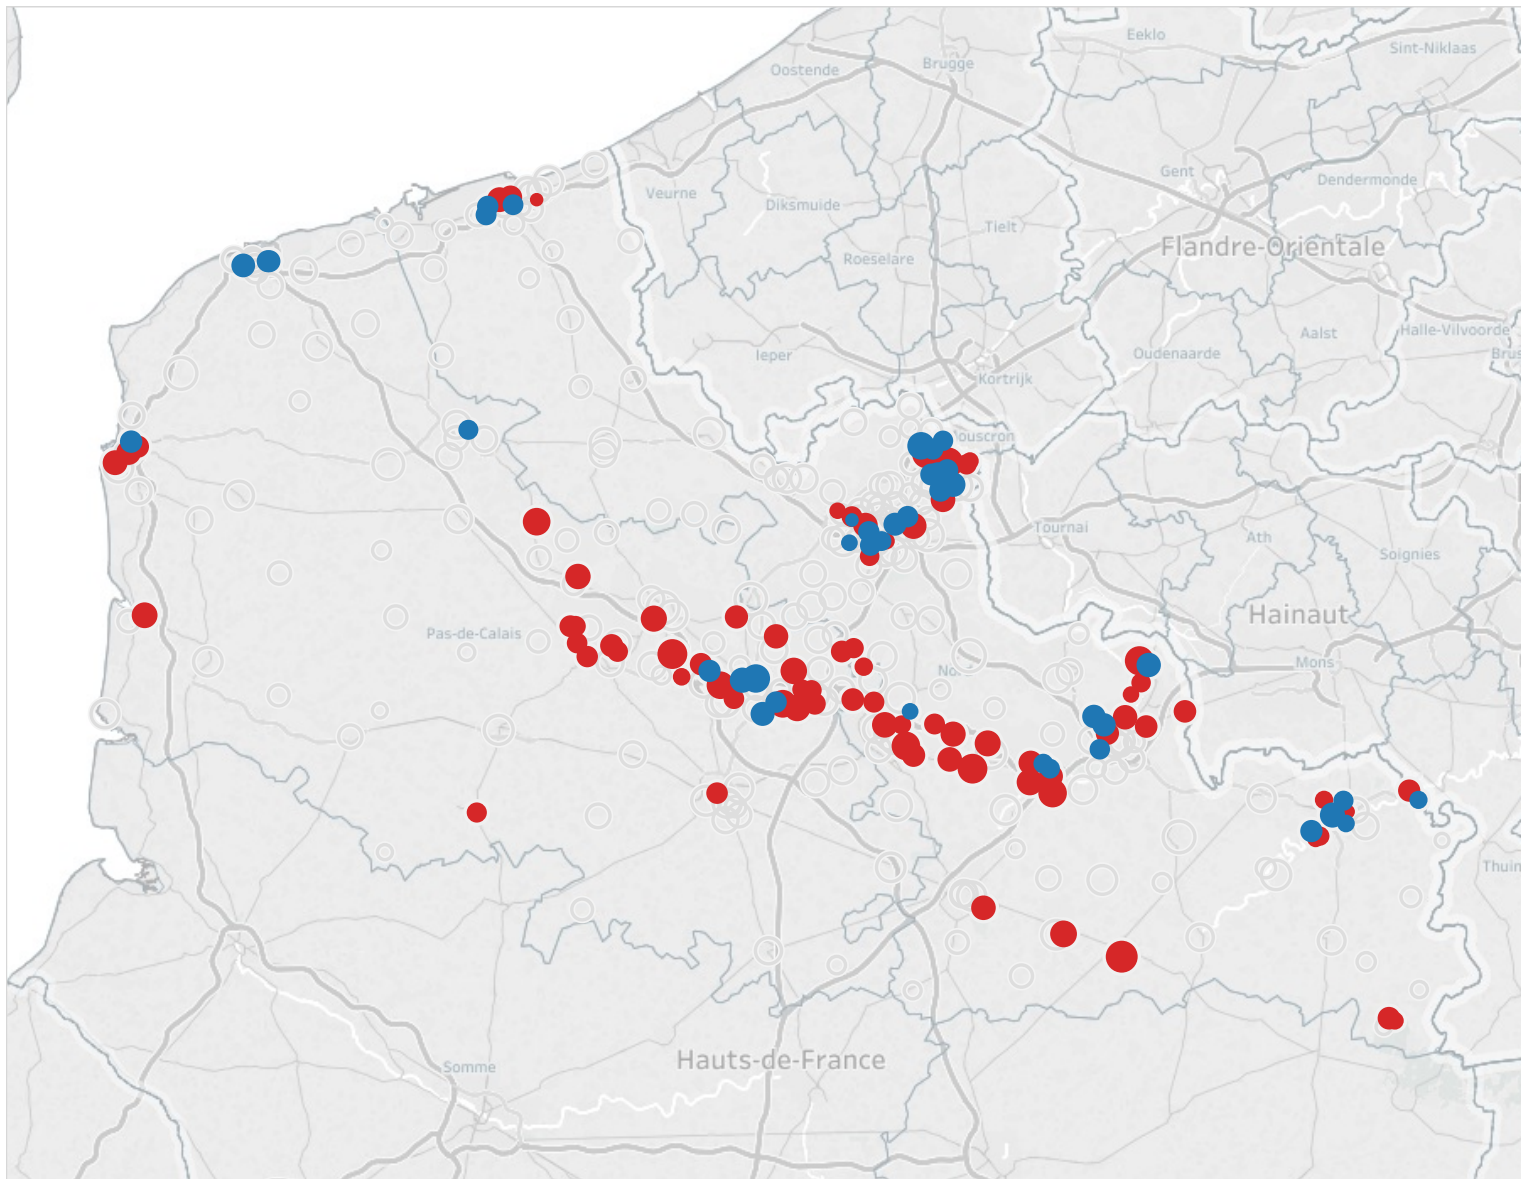 Eeklo
Sint-Niklaas
Oostende
Brugge
Gent
Dendermonde
Veurne
Diksmuide
Tielt
Flandre-Orientale
Roeselare
Aalst
Halle-Vilvoorde
Ieper
Oudenaarde
Kortrijk
Tournai
Ath
Soignies
Hainaut
Pas-de-Calais
Mons
Thuin
Hauts-de-France
Somme